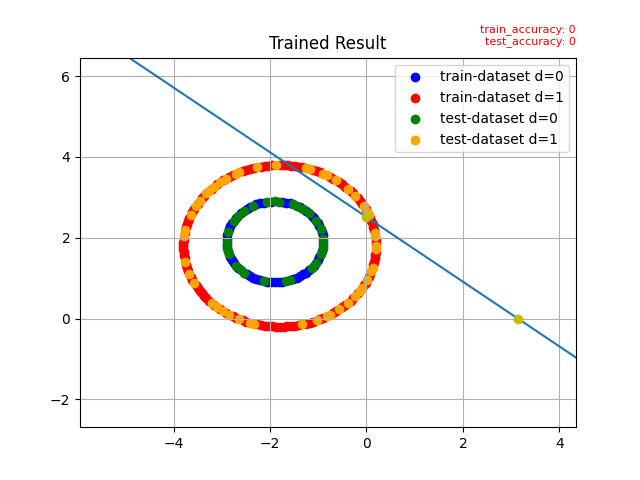 train_accuracy: 0
test_accuracy: 0
Trained Result
train-dataset d=0
train-dataset d=1
test-dataset d=0
test-dataset d=1
6
4
2
0
−2
−4
−2
0
2
4